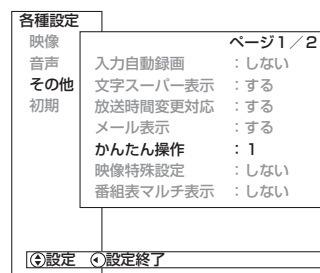 各種設定
映像
音声
その他
初期
ページ1／2
入力自動録画 ：しない
文字スーパー表示 ：する
放送時間変更対応 ：する
メール表示 ：する
かんたん操作 ：1
映像特殊設定 ：しない
番組表マルチ表示 ：しない
設定 設定終了